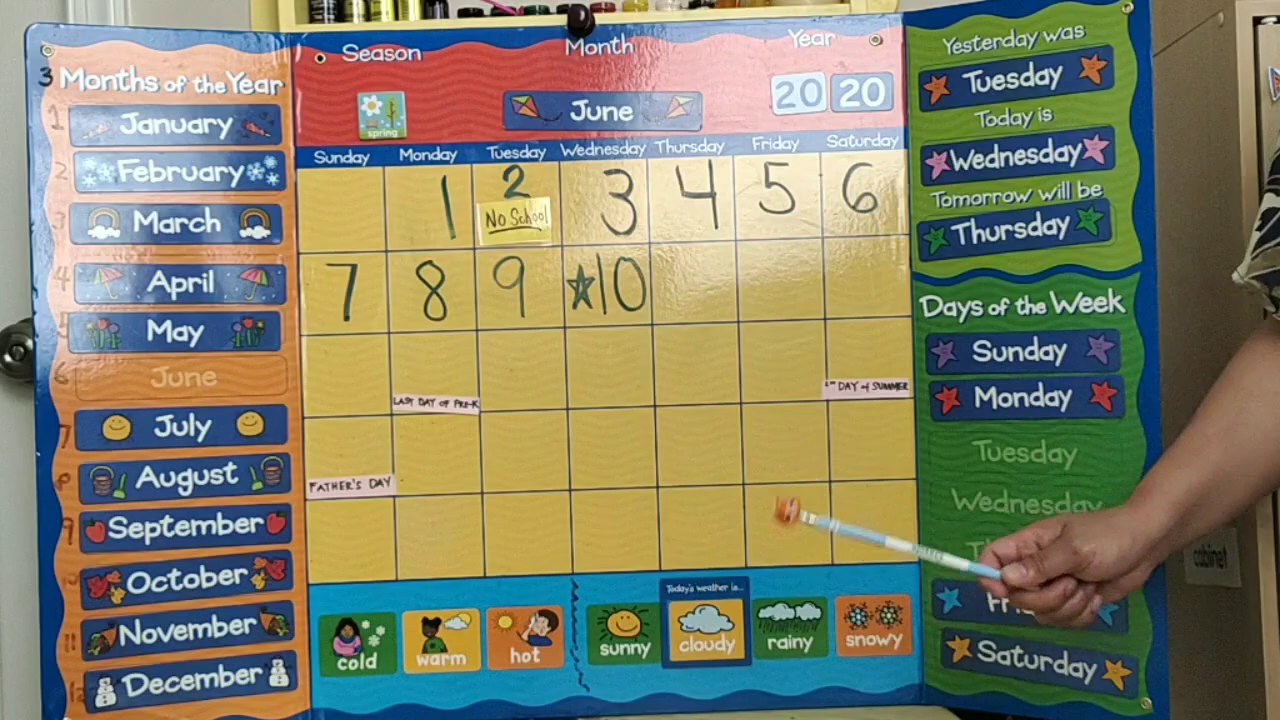 3 Months of the Year
1 January
2 February
3 March
4 April
5 May
6 June
7 July
8 August
9 September
October
11 November
12 December
Season Month Year
spring
June
20 20
Sunday Monday Tuesday Wednesday Thursday Friday Saturday
1 2 3 4 5 6
No School
7 8 9 10
LAST DAY OF PRE-K
DAY of SUMMER
FATHER'S DAY
Today's weather is...
cold warm hot sunny cloudy rainy snowy
Yesterday was
Tuesday
Today is
Wednesday
Tomorrow will be
Thursday
Days of the Week
Sunday
Monday
Tuesday
Wednesday
Saturday
cabinet